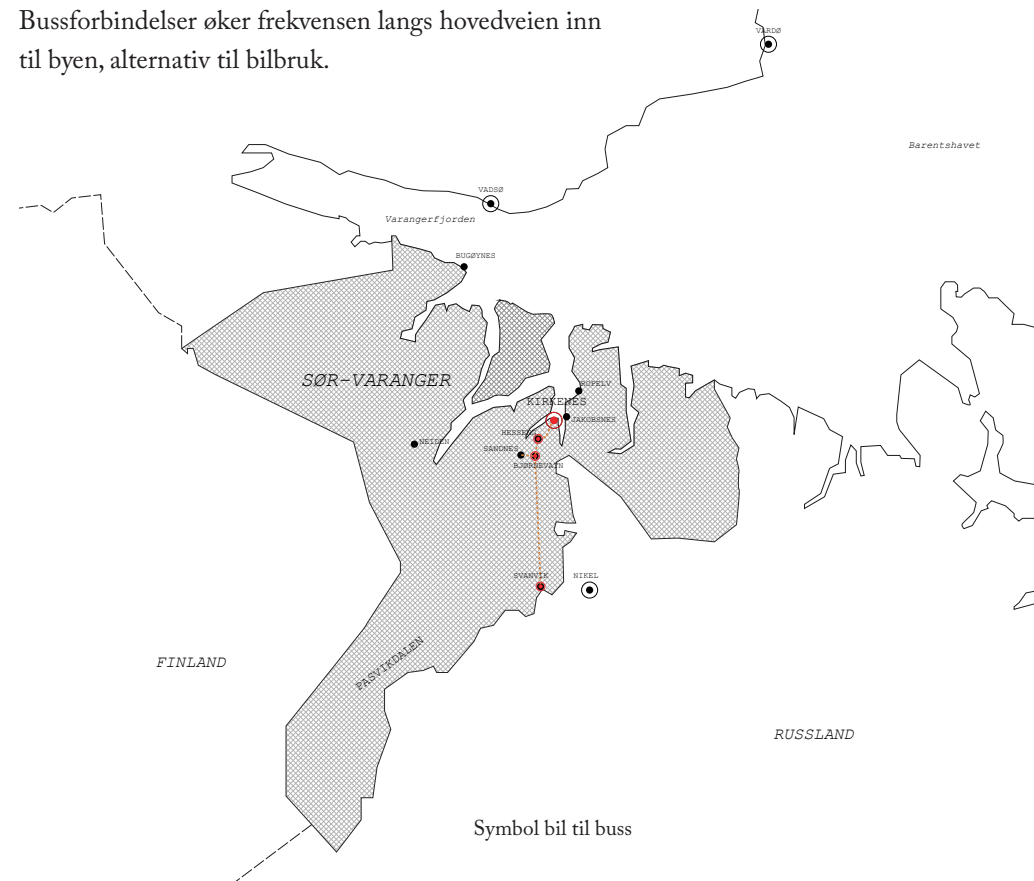 Bussforbindelser øker frekvensen langs hovedveien inn
til byen, alternativ til bilbruk.
VARDØ
Barentshavet
VADSØ
Varangerfjorden
BUGØYNES
SØR-VARANGER
ROPELV
KIRKENES
JAKOBSNES
HESSENG
NEIDEN
SANDNES
BJØRNEVATN
SVANVIK
NIKEL
FINLAND
PASVIKDALEN
RUSSLAND
Symbol bil til buss